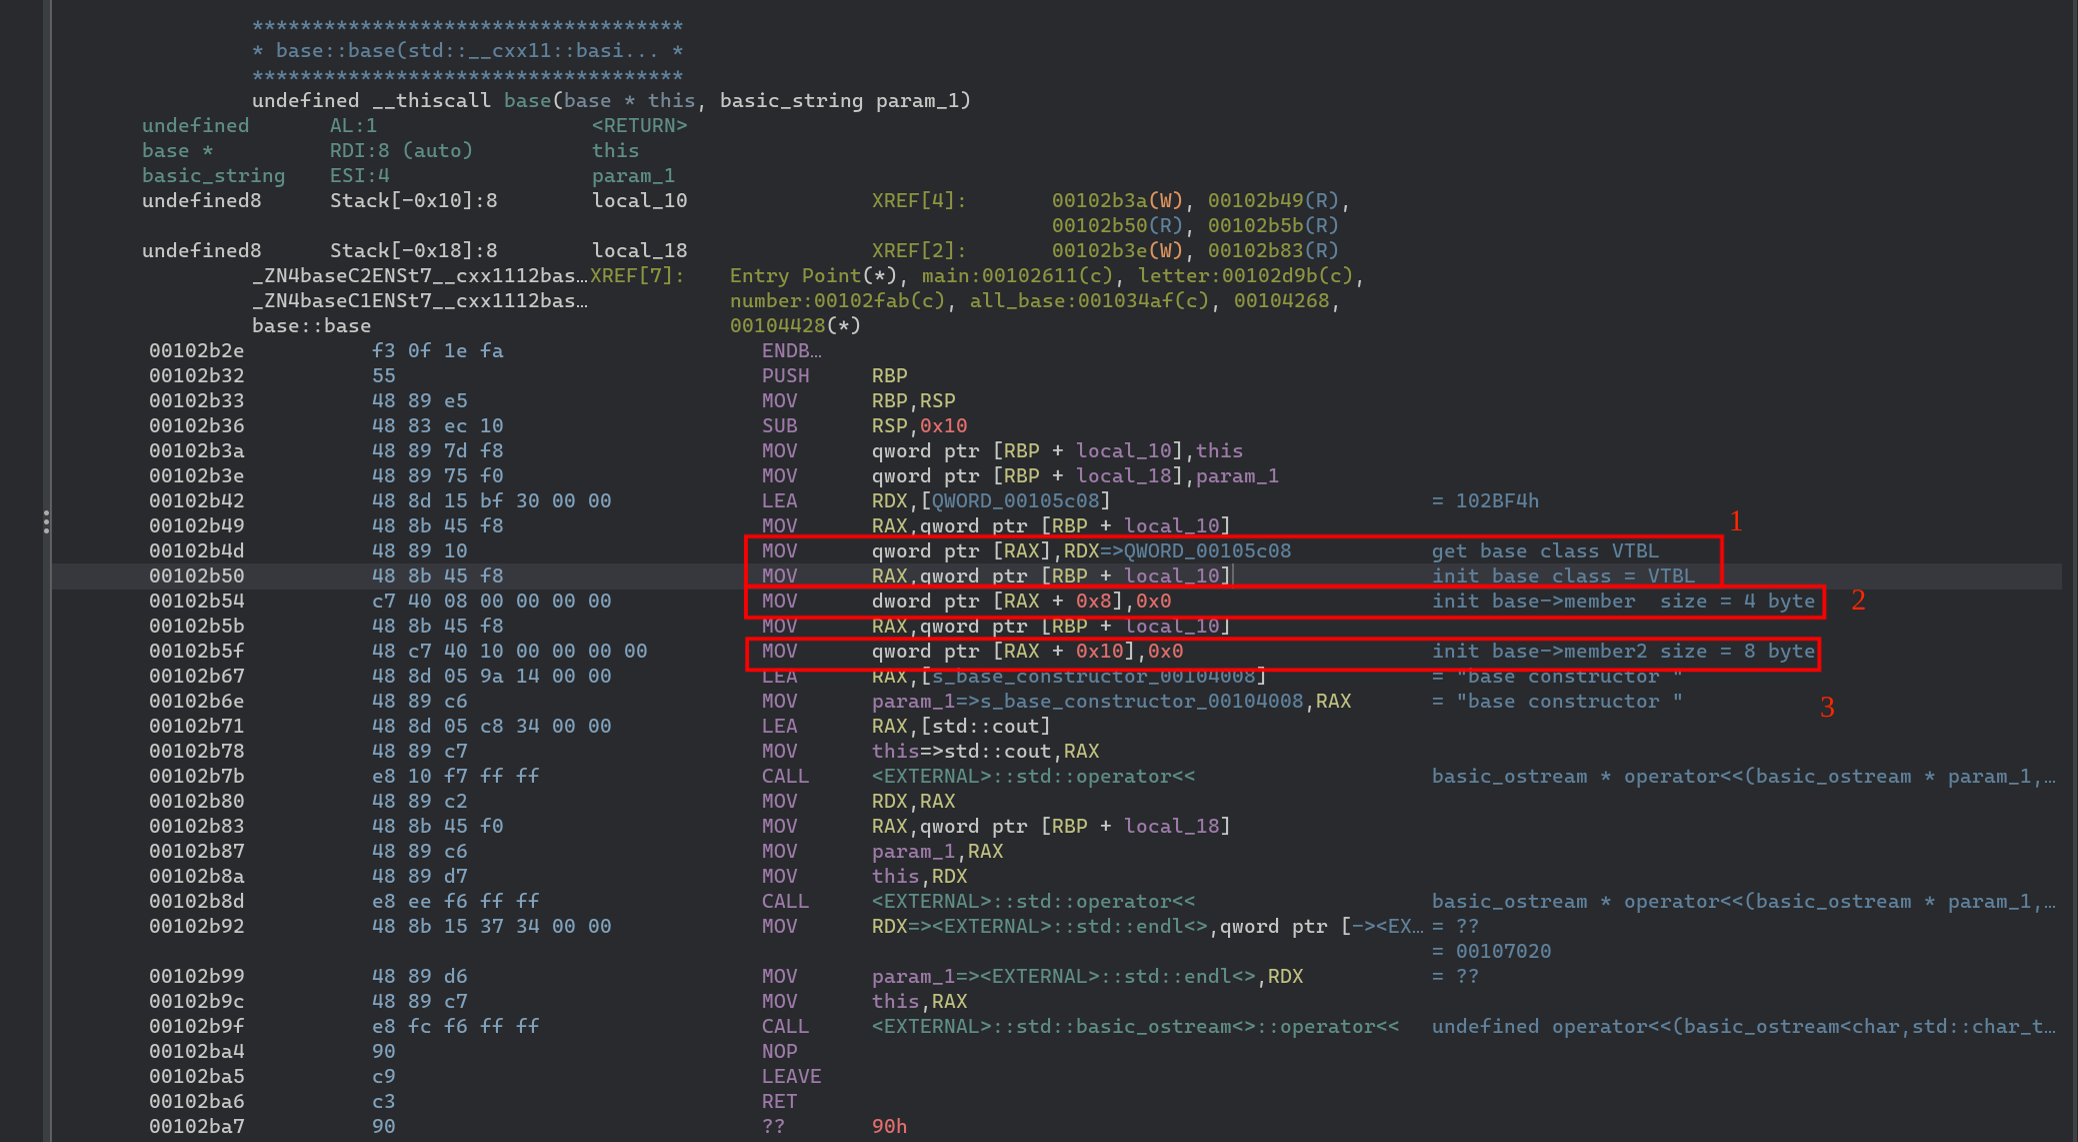 ************************************
* base::base(std::__cxx11::basi... *
************************************
undefined __thiscall base(base * this, basic_string param_1)
undefined AL:1 <RETURN>
base * RDI:8 (auto) this
basic_string ESI:4 param_1
undefined8 Stack[-0x10]:8 local_10 XREF[4]: 00102b3a(W), 00102b49(R),
00102b50(R), 00102b5b(R)
undefined8 Stack[-0x18]:8 local_18 XREF[2]: 00102b3e(W), 00102b83(R)
_ZN4baseC2ENSt7__cxx1112bas…XREF[7]: Entry Point(*), main:00102611(c), letter:00102d9b(c),
_ZN4baseC1ENSt7__cxx1112bas… number:00102fab(c), all_base:001034af(c), 00104268,
base::base 00104428(*)
00102b2e f3 0f 1e fa ENDB…
00102b32 55 PUSH RBP
00102b33 48 89 e5 MOV RBP,RSP
00102b36 48 83 ec 10 SUB RSP,0x10
00102b3a 48 89 7d f8 MOV qword ptr [RBP + local_10],this
00102b3e 48 89 75 f0 MOV qword ptr [RBP + local_18],param_1
00102b42 48 8d 15 bf 30 00 00 LEA RDX,[QWORD_00105c08] = 102BF4h
00102b49 48 8b 45 f8 MOV RAX,qword ptr [RBP + local_10] 1
00102b4d 48 89 10 MOV qword ptr [RAX],RDX=>QWORD_00105c08 get base class VTBL
00102b50 48 8b 45 f8 MOV RAX,qword ptr [RBP + local_10] init base class = VTBL
00102b54 c7 40 08 00 00 00 00 MOV dword ptr [RAX + 0x8],0x0 init base->member size = 4 byte 2
00102b5b 48 8b 45 f8 MOV RAX,qword ptr [RBP + local_10]
00102b5f 48 c7 40 10 00 00 00 00 MOV qword ptr [RAX + 0x10],0x0 init base->member2 size = 8 byte
00102b67 48 8d 05 9a 14 00 00 LEA RAX,[s_base_constructor_00104008] = "base constructor "
00102b6e 48 89 c6 MOV param_1=>s_base_constructor_00104008,RAX = "base constructor " 3
00102b71 48 8d 05 c8 34 00 00 LEA RAX,[std::cout]
00102b78 48 89 c7 MOV this=>std::cout,RAX
00102b7b e8 10 f7 ff ff CALL <EXTERNAL>::std::operator<< basic_ostream * operator<<(basic_ostream * param_1,…
00102b80 48 89 c2 MOV RDX,RAX
00102b83 48 8b 45 f0 MOV RAX,qword ptr [RBP + local_18]
00102b87 48 89 c6 MOV param_1,RAX
00102b8a 48 89 d7 MOV this,RDX
00102b8d e8 ee f6 ff ff CALL <EXTERNAL>::std::operator<< basic_ostream * operator<<(basic_ostream * param_1,…
00102b92 48 8b 15 37 34 00 00 MOV RDX=><EXTERNAL>::std::endl<>,qword ptr [-><EX… = ??
= 00107020
00102b99 48 89 d6 MOV param_1=><EXTERNAL>::std::endl<>,RDX = ??
00102b9c 48 89 c7 MOV this,RAX
00102b9f e8 fc f6 ff ff CALL <EXTERNAL>::std::basic_ostream<>::operator<< undefined operator<<(basic_ostream<char,std::char_t…
00102ba4 90 NOP
00102ba5 c9 LEAVE
00102ba6 c3 RET
00102ba7 90 ?? 90h